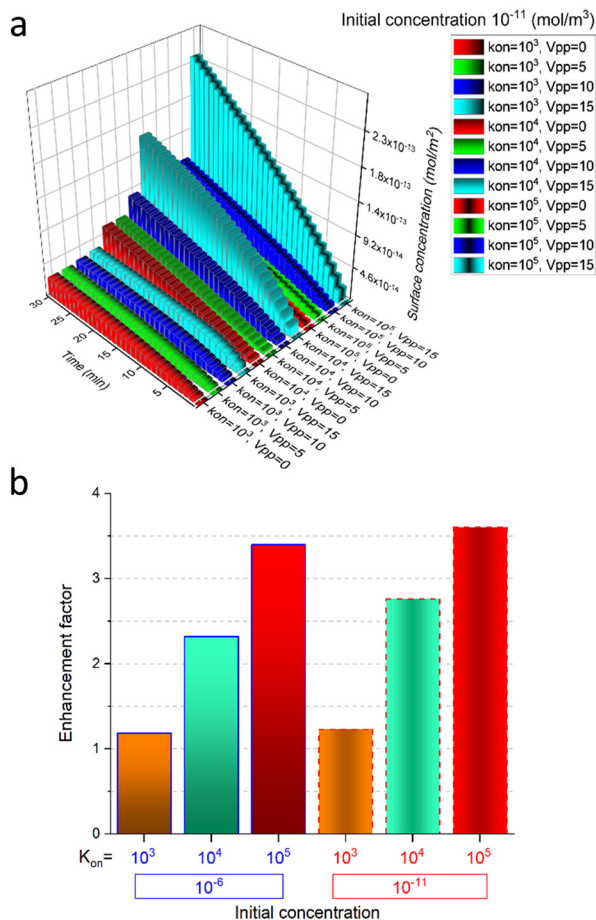 a
Initial concentration 10⁻¹¹ (mol/m³)
kon=10³, Vpp=0
kon=10³, Vpp=5
kon=10³, Vpp=10
kon=10³, Vpp=15
kon=10⁴, Vpp=0
kon=10⁴, Vpp=5
kon=10⁴, Vpp=10
kon=10⁴, Vpp=15
kon=10⁵, Vpp=0
kon=10⁵, Vpp=5
kon=10⁵, Vpp=10
kon=10⁵, Vpp=15
2.3x10⁻¹³
1.8x10⁻¹³
1.4x10⁻¹³
9.2x10⁻¹⁴
4.6x10⁻¹⁴
Surface concentration (mol/m²)
30
25
20
15
10
5
Time (min)
kon=10⁵, Vpp=15
kon=10⁵, Vpp=10
kon=10⁵, Vpp=5
kon=10⁵, Vpp=0
kon=10⁴, Vpp=15
kon=10⁴, Vpp=10
kon=10⁴, Vpp=5
kon=10⁴, Vpp=0
kon=10³, Vpp=15
kon=10³, Vpp=10
kon=10³, Vpp=5
kon=10³, Vpp=0
b
4
3
2
1
0
Enhancement factor
Kon= 10³ 10⁴ 10⁵ 10³ 10⁴ 10⁵
10⁻⁶ 10⁻¹¹
Initial concentration